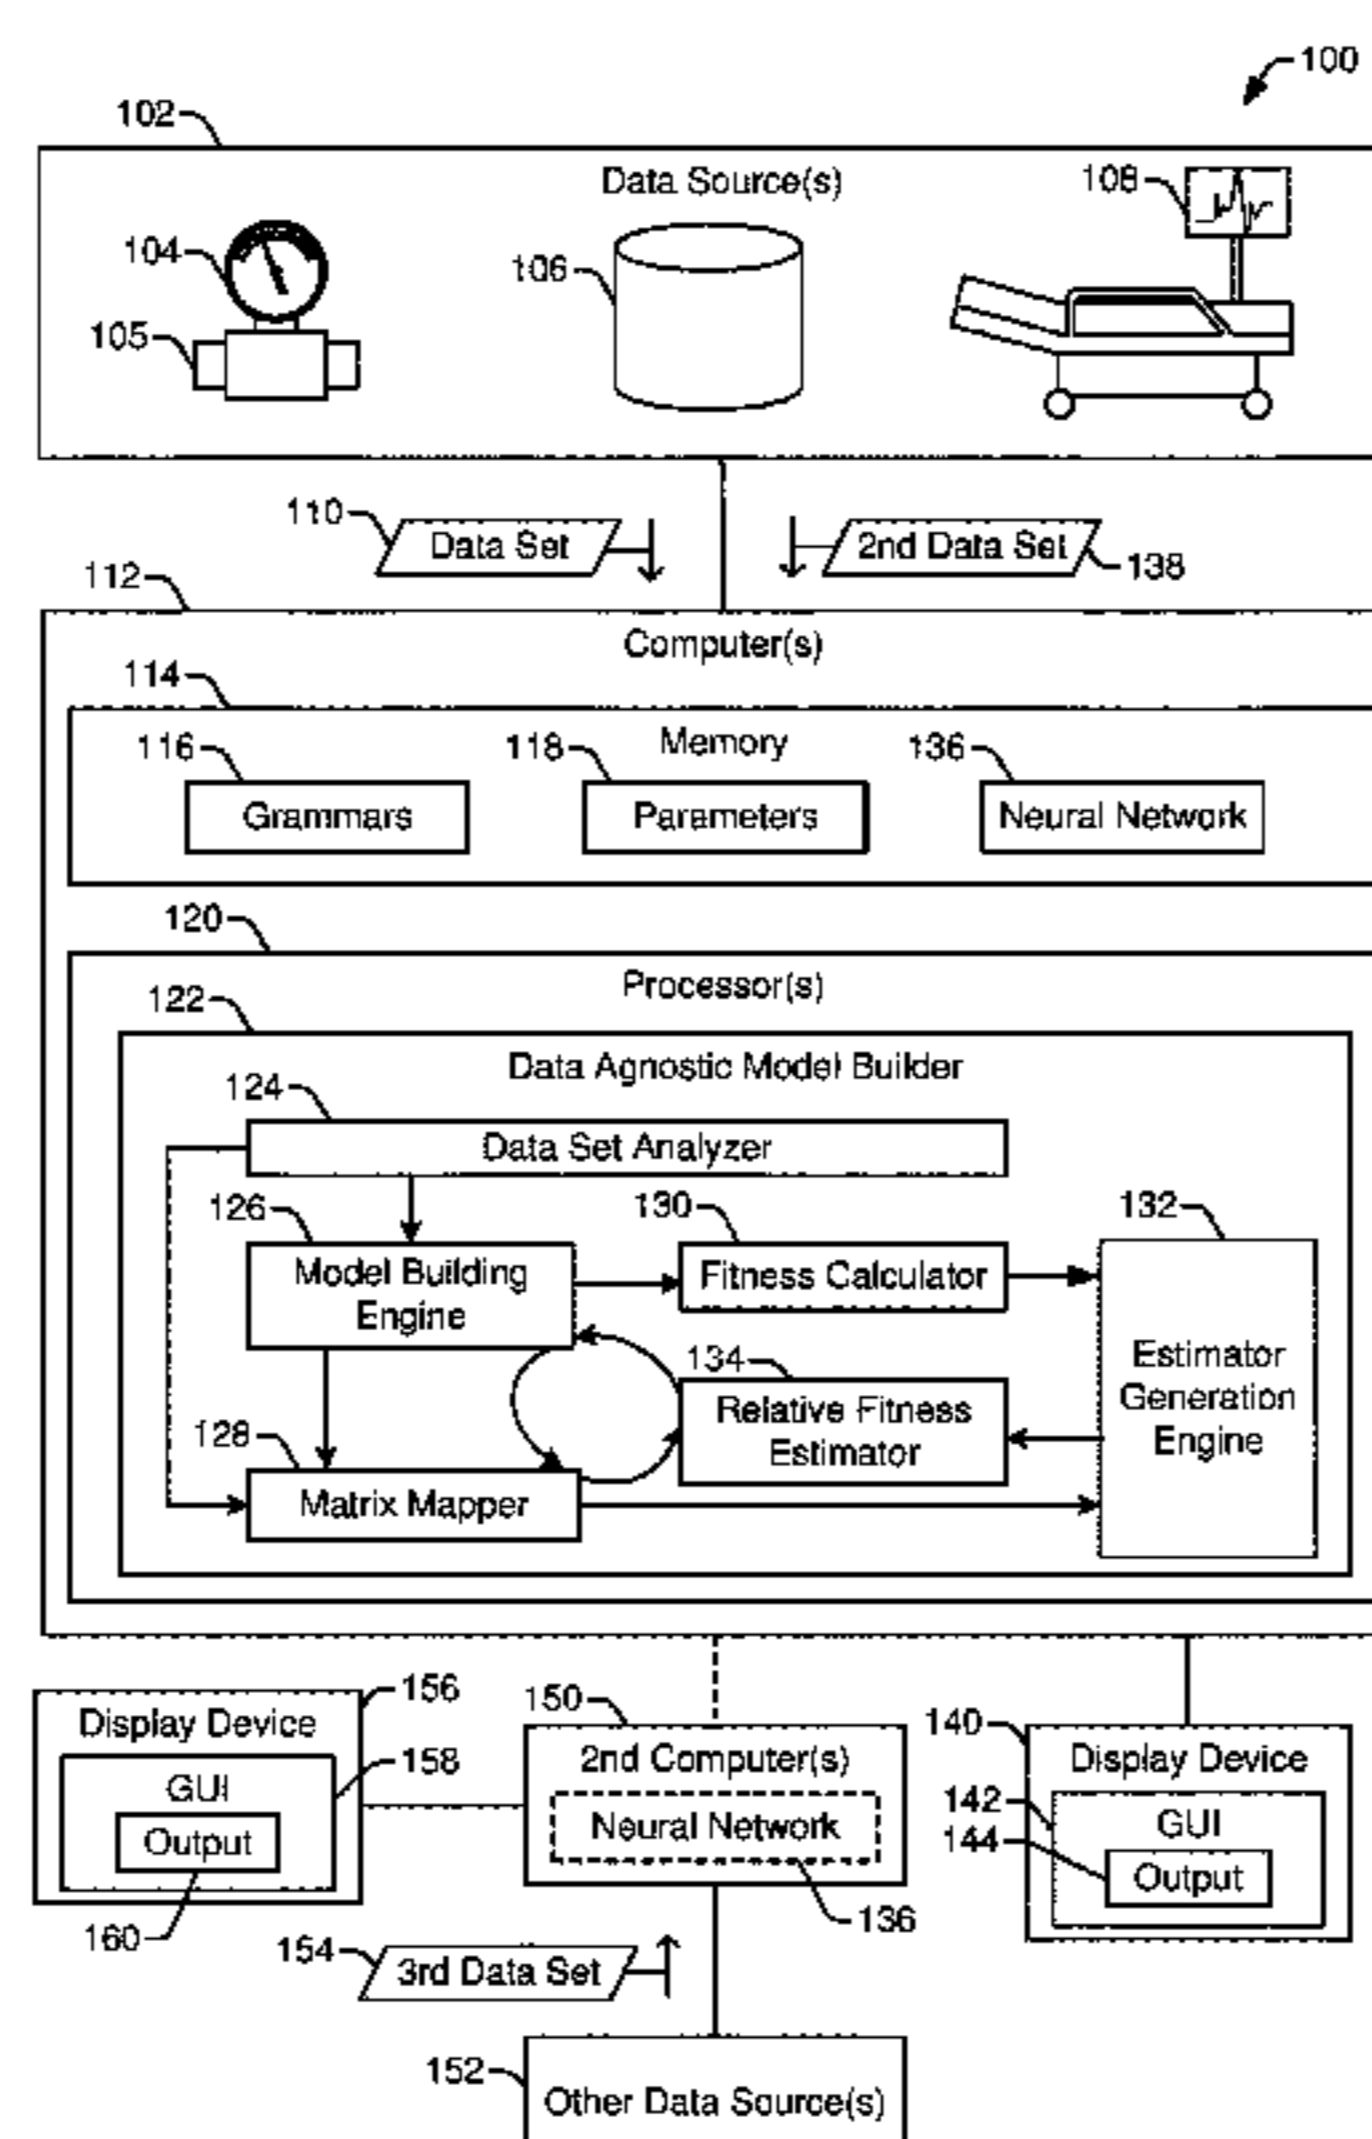 100
102
Data Source(s)
108
104
106
105
110
Data Set
2nd Data Set
138
112
Computer(s)
114
Memory
116
118
136
Grammars
Parameters
Neural Network
120
Processor(s)
122
Data Agnostic Model Builder
124
Data Set Analyzer
126
130
132
Model Building
Engine
Fitness Calculator
134
Estimator
Generation
Engine
Relative Fitness
Estimator
128
Matrix Mapper
156
Display Device
158
GUI
Output
160
150
2nd Computer(s)
Neural Network
136
140
Display Device
142
GUI
144
Output
154
3rd Data Set
152
Other Data Source(s)